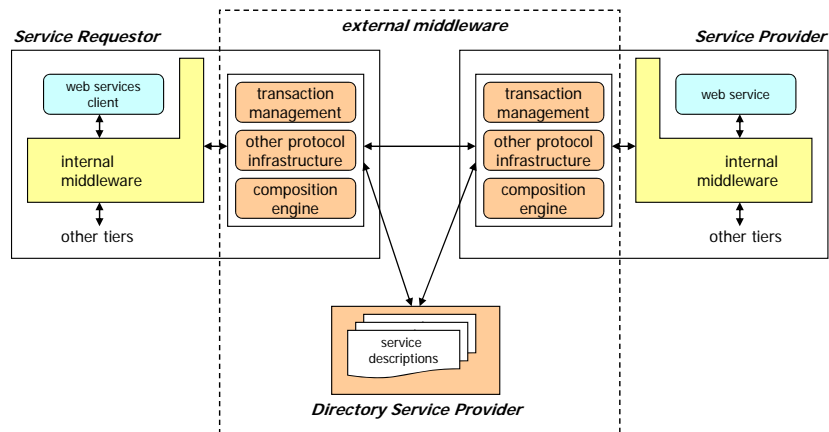 external middleware
Service Requestor
Service Provider
web services
client
internal
middleware
other tiers
transaction
management
other protocol
infrastructure
composition
engine
transaction
management
other protocol
infrastructure
composition
engine
web service
internal
middleware
other tiers
service
descriptions
Directory Service Provider